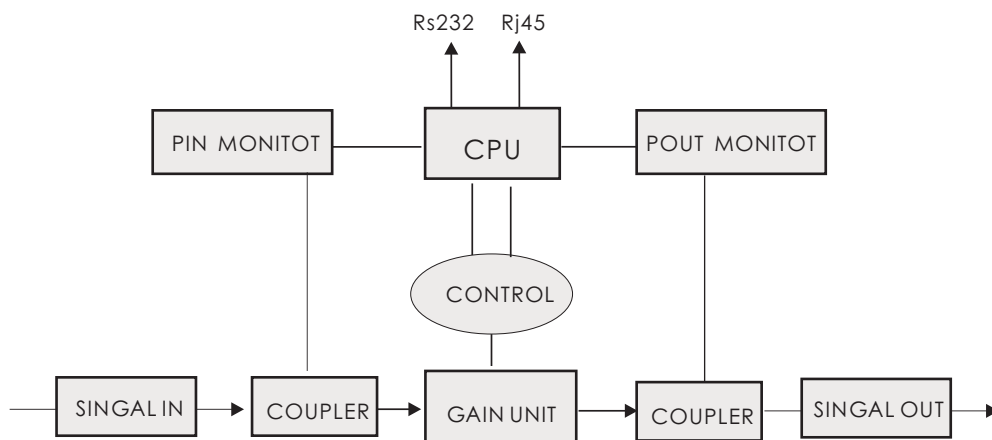 Rs232
Rj45
PIN MONITOT
CPU
POUT MONITOT
CONTROL
SINGAL IN
COUPLER
GAIN UNIT
COUPLER
SINGAL OUT